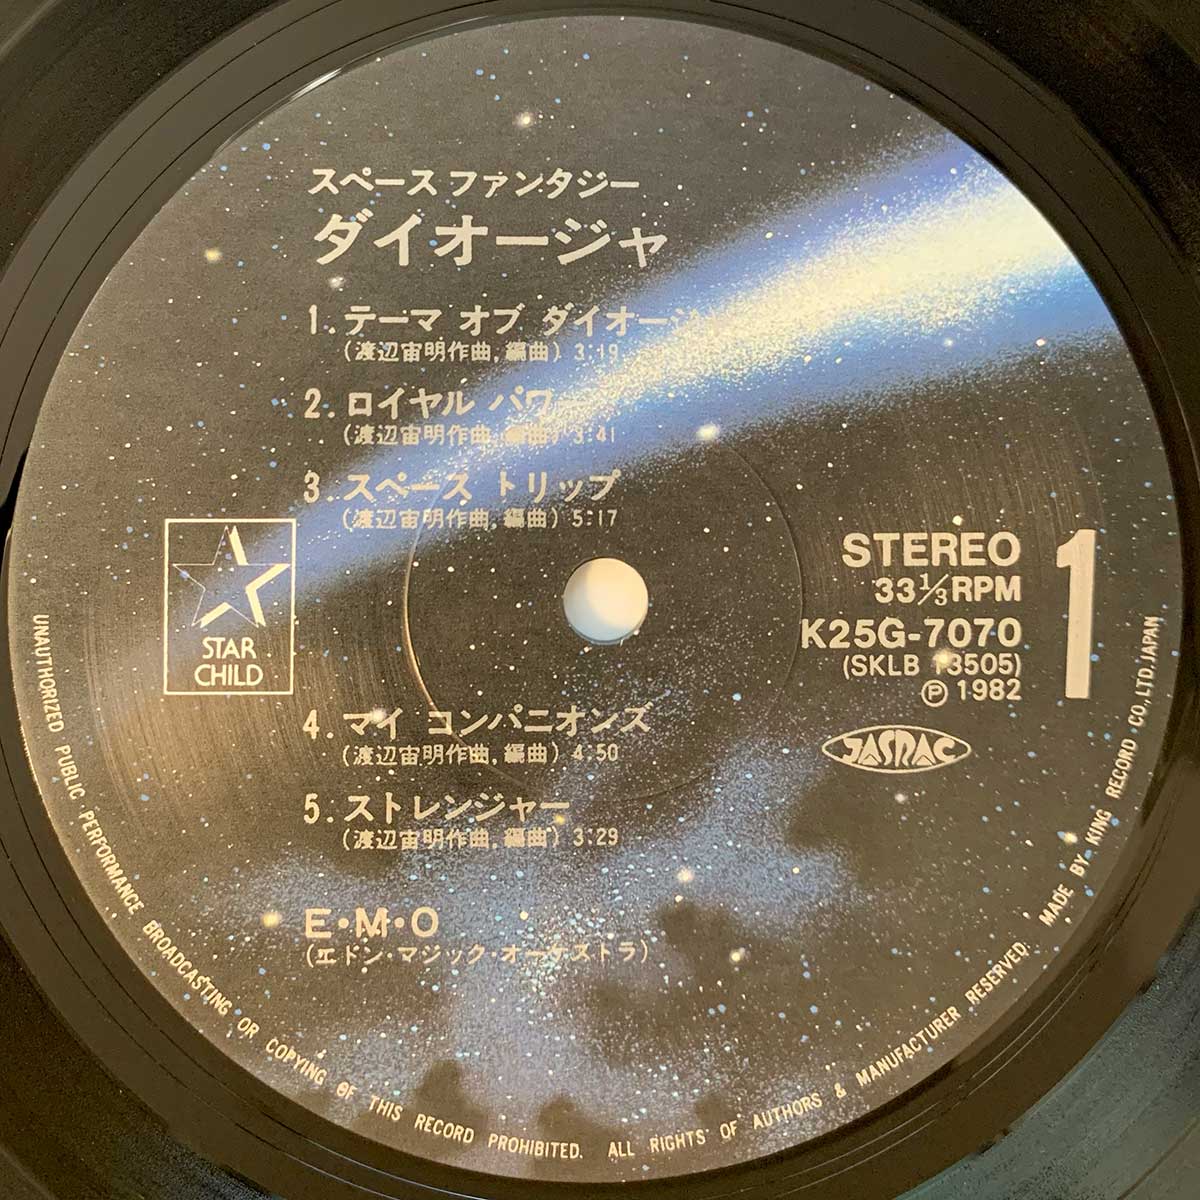 スペースファンタジー
ダイオージャ
1. テーマ オブ ダイオージャ
(渡辺宙明作曲, 編曲) 3:19
2. ロイヤル パワー
(渡辺宙明作曲, 編曲) 3:41
3. スペース トリップ
(渡辺宙明作曲, 編曲) 5:17
STAR
CHILD
STEREO
33 1/3 RPM
K25G-7070
(SKLB 13505)
Ⓟ 1982
1
JASRAC
4. マイ コンパニオンズ
(渡辺宙明作曲, 編曲) 4:50
5. ストレンジャー
(渡辺宙明作曲, 編曲) 3:29
E・M・O
(エドン・マジック・オーケストラ)
UNAUTHORIZED PUBLIC PERFORMANCE BROADCASTING OR COPYING OF THIS RECORD PROHIBITED. ALL RIGHTS OF AUTHORS & MANUFACTURER RESERVED. MADE BY KING RECORD CO., LTD. JAPAN